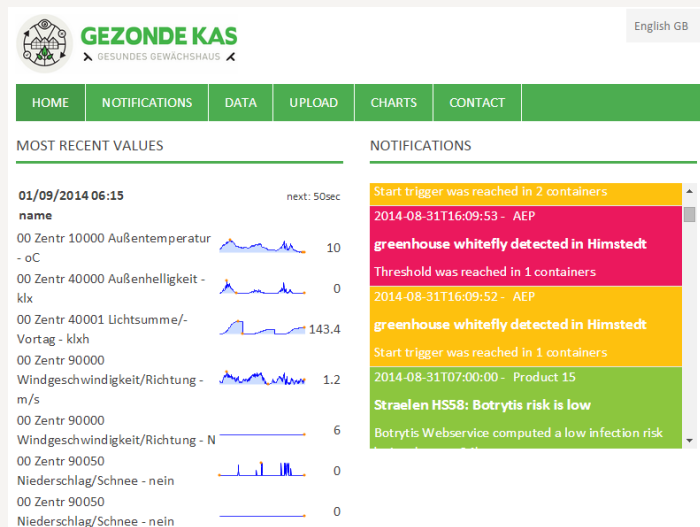 GEZONDE KAS
GESUNDES GEWÄCHSHAUS
English GB
HOME NOTIFICATIONS DATA UPLOAD CHARTS CONTACT
MOST RECENT VALUES
01/09/2014 06:15 next: 50sec
name
00 Zentr 10000 Außentemperatur
- oC 10
00 Zentr 40000 Außenhelligkeit -
klx 0
00 Zentr 40001 Lichtsumme/-
Vortag - klxh 143.4
00 Zentr 90000
Windgeschwindigkeit/Richtung -
m/s 1.2
00 Zentr 90000
Windgeschwindigkeit/Richtung - N 6
00 Zentr 90050
Niederschlag/Schnee - nein 0
00 Zentr 90050
Niederschlag/Schnee - nein 0
NOTIFICATIONS
Start trigger was reached in 2 containers
2014-08-31T16:09:53 - AEP
greenhouse whitefly detected in Himstedt
Threshold was reached in 1 containers
2014-08-31T16:09:52 - AEP
greenhouse whitefly detected in Himstedt
Start trigger was reached in 1 containers
2014-08-31T07:00:00 - Product 15
Straelen HS58: Botrytis risk is low
Botrytis Webservice computed a low infection risk